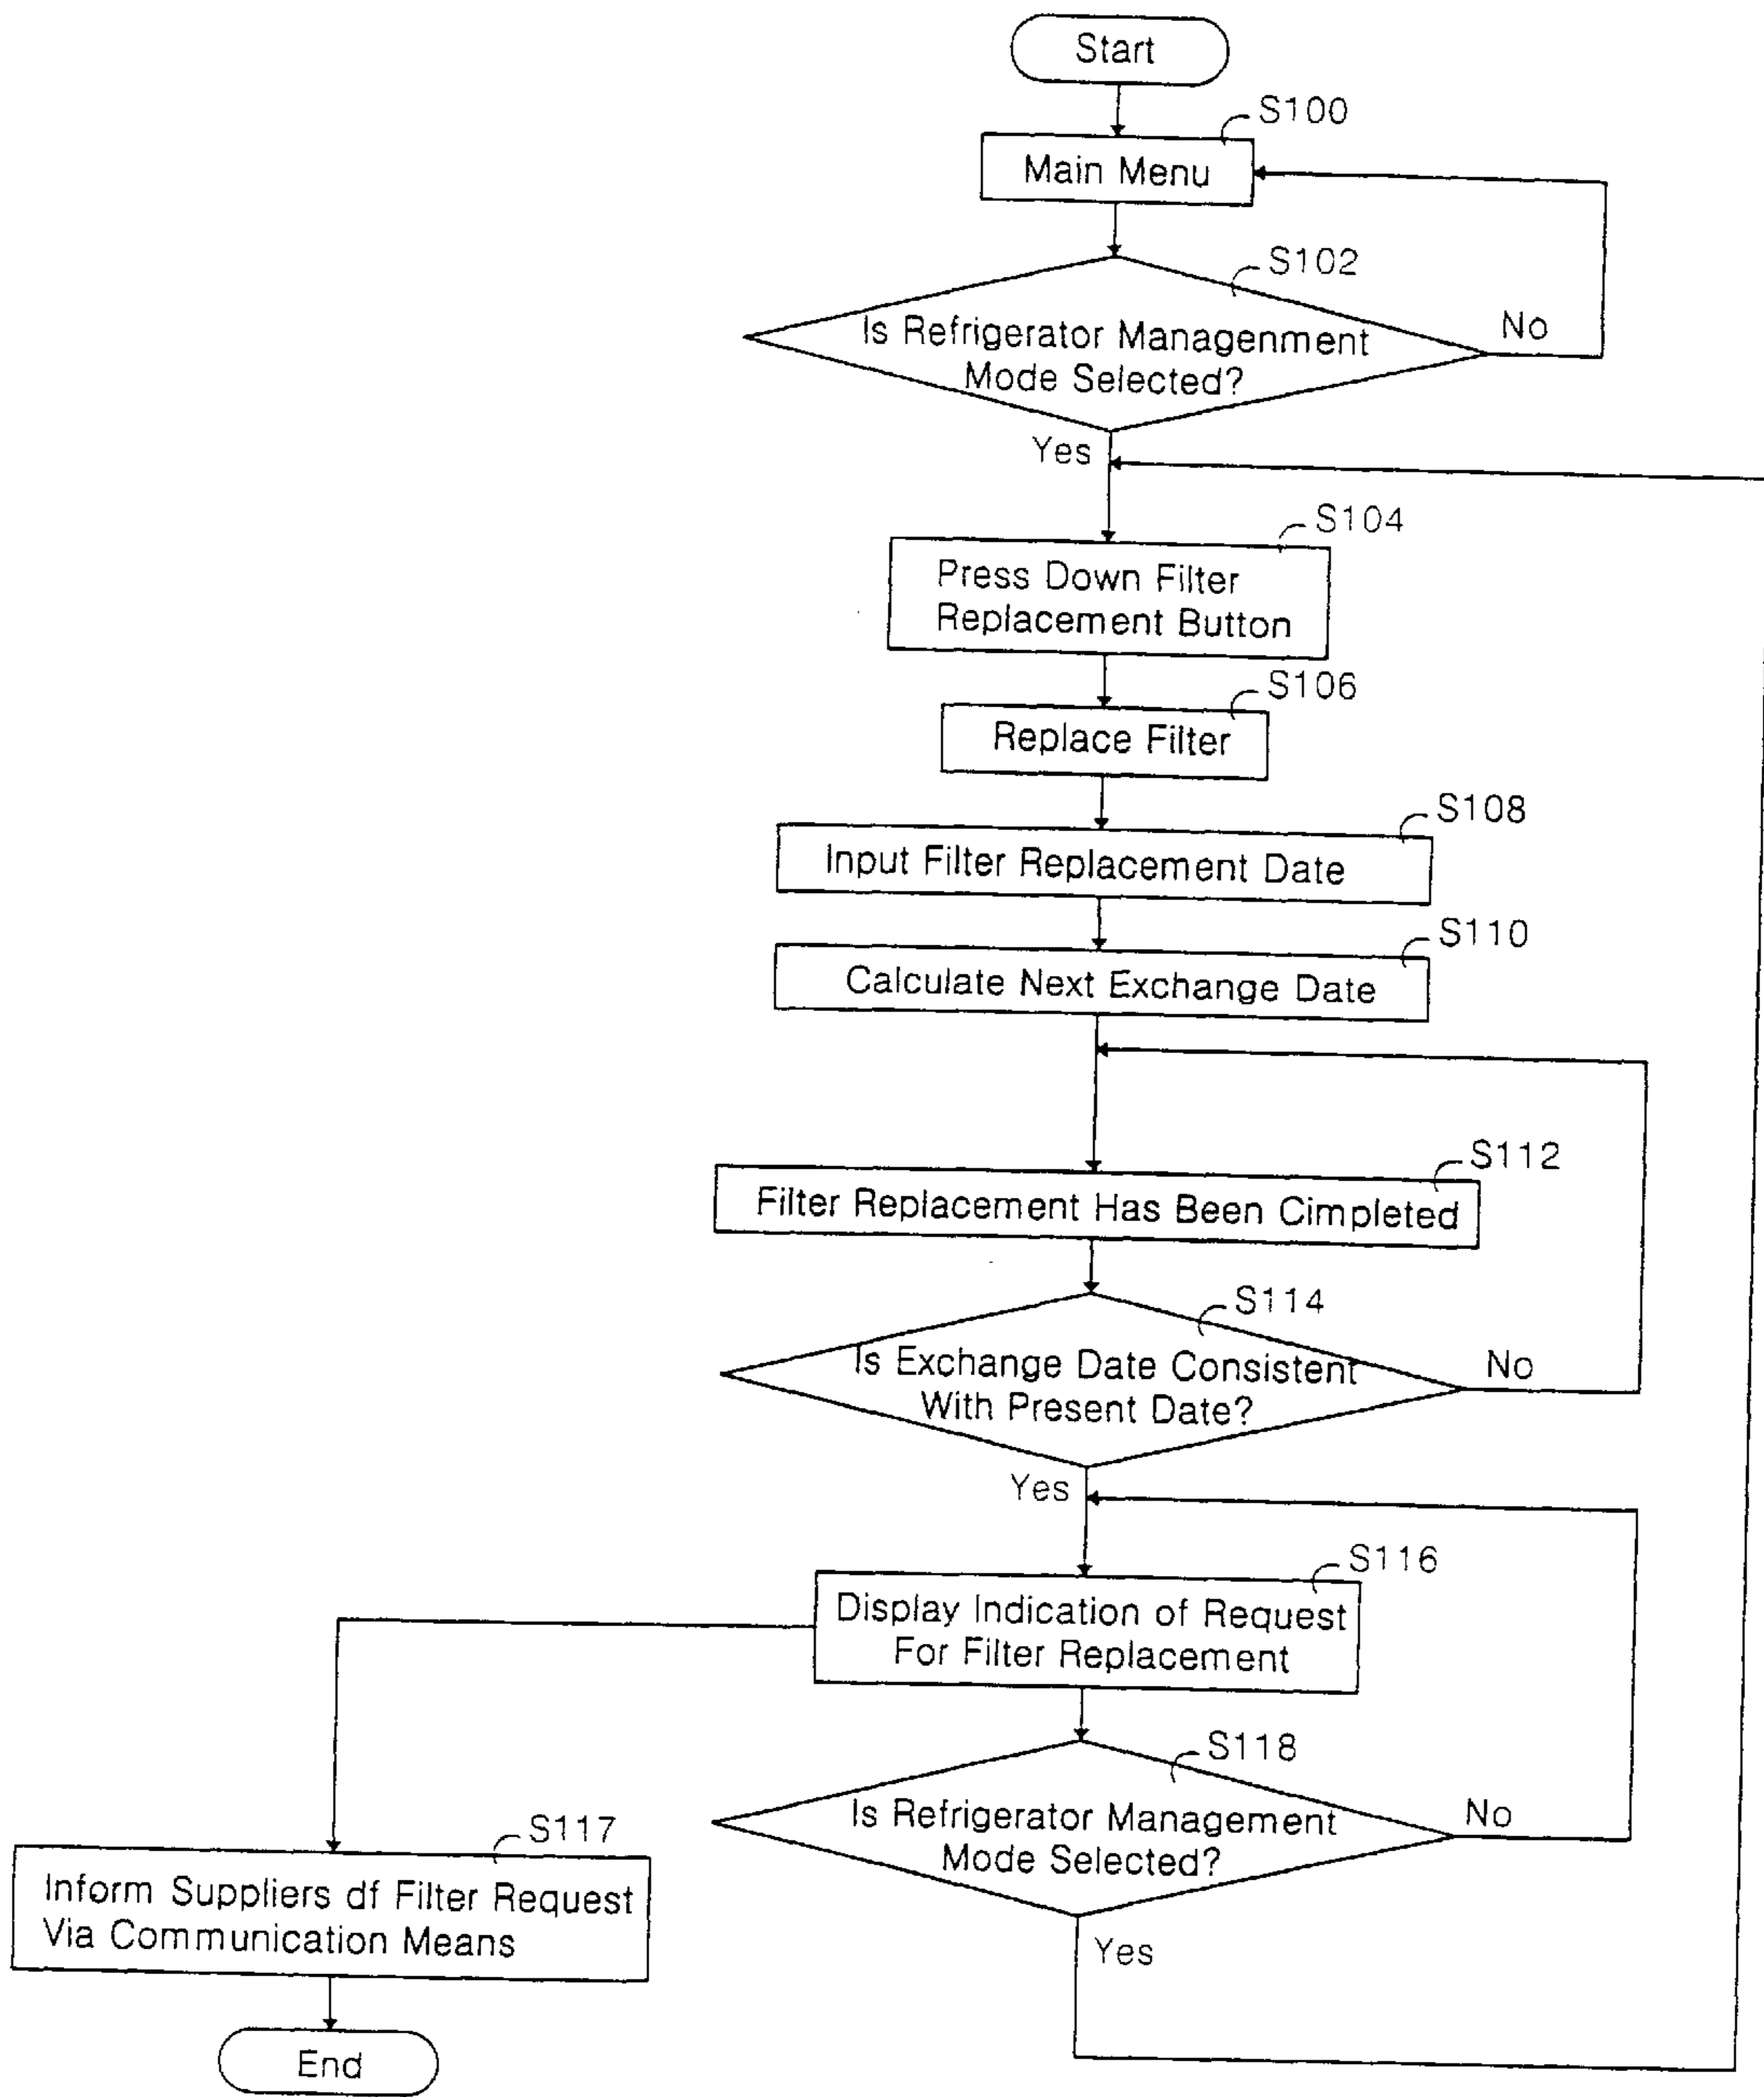 Start
S100
Main Menu
S102
Is Refrigerator Managenment
Mode Selected?
No
Yes
S104
Press Down Filter
Replacement Button
S106
Replace Filter
S108
Input Filter Replacement Date
S110
Calculate Next Exchange Date
S112
Filter Replacement Has Been Cimpleted
S114
Is Exchange Date Consistent
With Present Date?
No
Yes
S116
Display Indication of Request
For Filter Replacement
S118
Is Refrigerator Management
Mode Selected?
No
Yes
S117
Inform Suppliers df Filter Request
Via Communication Means
End